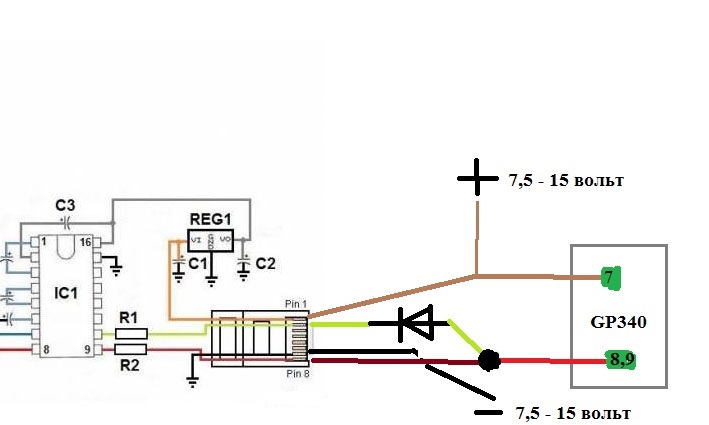 + 7,5 - 15 вольт
C3
REG1
VI GND VO
1 16
C1 C2
IC1
7
Pin 1
R1
GP340
8 9
R2
8,9
Pin 8
- 7,5 - 15 вольт